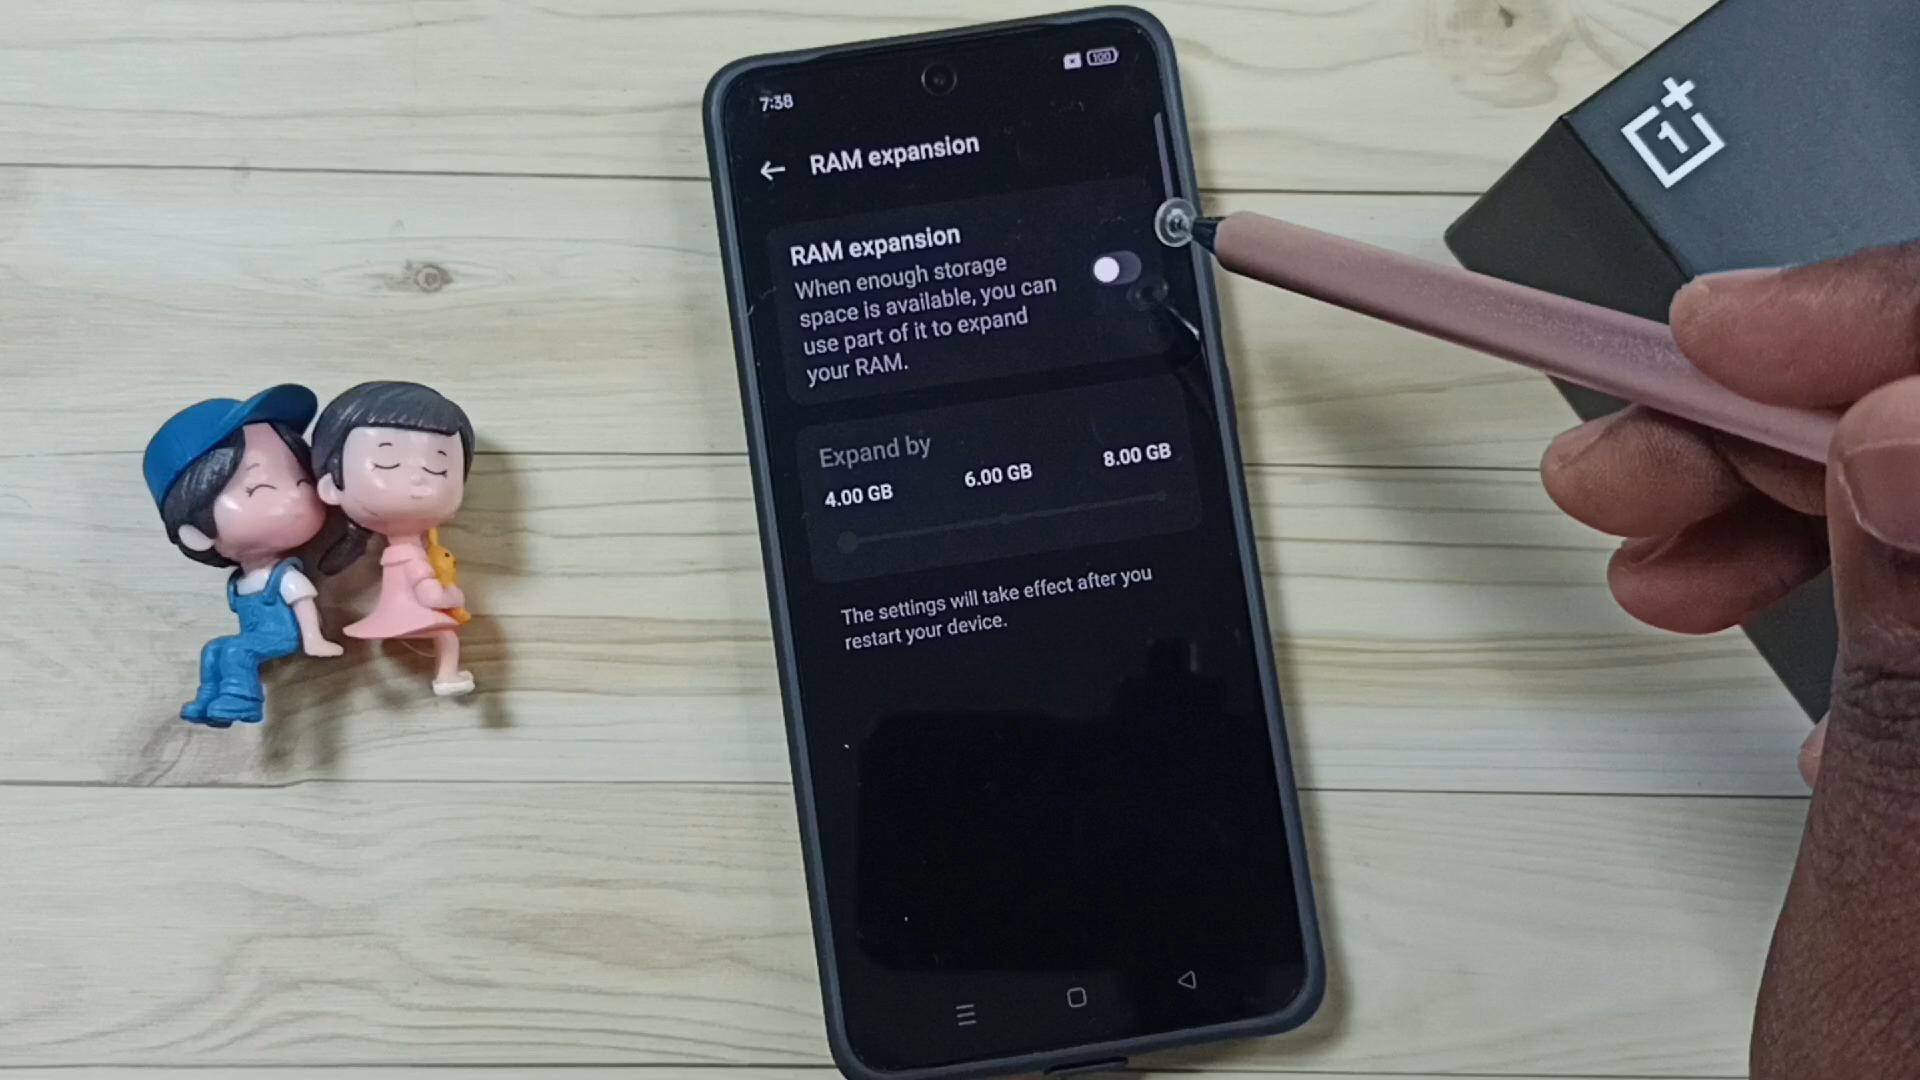 7:38
100
RAM expansion
RAM expansion
When enough storage
space is available, you can
use part of it to expand
your RAM.
Expand by
4.00 GB
6.00 GB
8.00 GB
The settings will take effect after you
restart your device.
1+